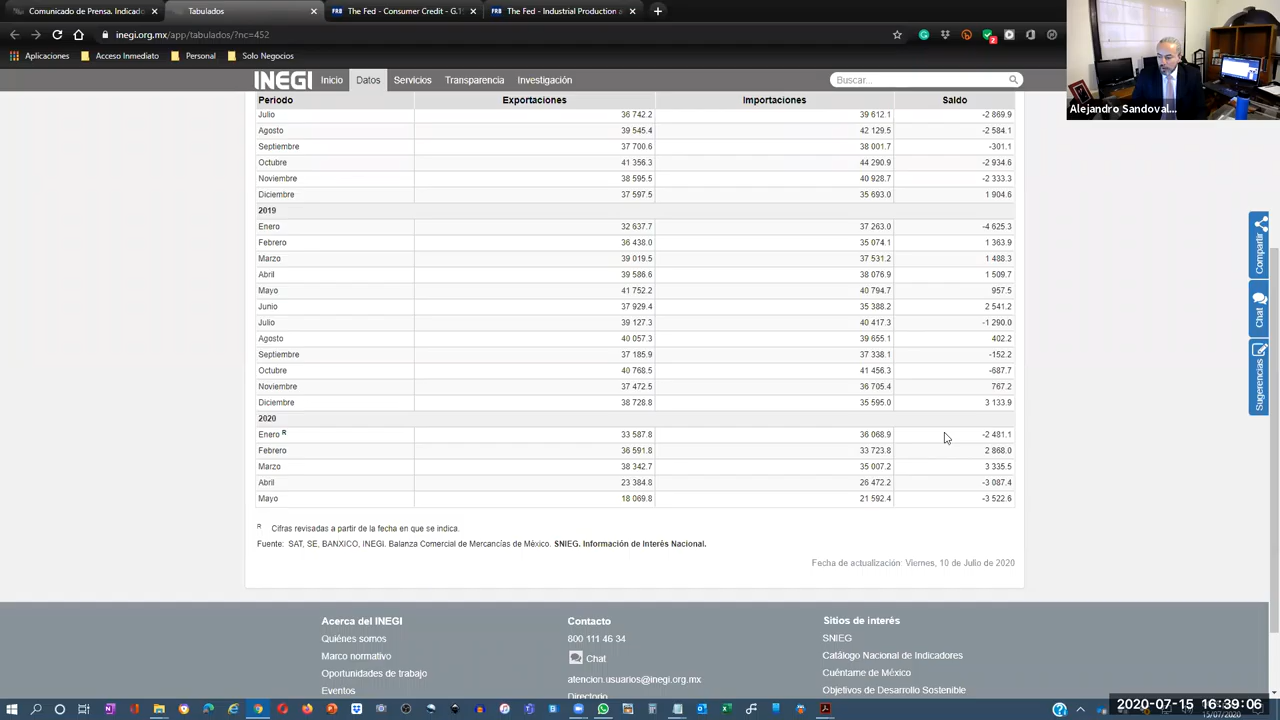 Comunicado de Prensa. Indicado
Tabulados
The Fed - Consumer Credit - G.1
The Fed - Industrial Production a
inegi.org.mx/app/tabulados/?nc=452
Aplicaciones
Acceso Inmediato
Personal
Solo Negocios
Alejandro Sandoval...
INEGI Inicio Datos Servicios Transparencia Investigación
Buscar...
Periodo Exportaciones Importaciones Saldo
Julio 36 742.2 39 612.1 -2 869.9
Agosto 39 545.4 42 129.5 -2 584.1
Septiembre 37 700.6 38 001.7 -301.1
Octubre 41 356.3 44 290.9 -2 934.6
Noviembre 38 595.5 40 928.7 -2 333.3
Diciembre 37 597.5 35 693.0 1 904.6
2019
Enero 32 637.7 37 263.0 -4 625.3
Febrero 36 438.0 35 074.1 1 363.9
Marzo 39 019.5 37 531.2 1 488.3
Abril 39 586.6 38 076.9 1 509.7
Mayo 41 752.2 40 794.7 957.5
Junio 37 929.4 35 388.2 2 541.2
Julio 39 127.3 40 417.3 -1 290.0
Agosto 40 057.3 39 655.1 402.2
Septiembre 37 185.9 37 338.1 -152.2
Octubre 40 768.5 41 456.3 -687.7
Noviembre 37 472.5 36 705.4 767.2
Diciembre 38 728.8 35 595.0 3 133.9
2020
Enero R 33 587.8 36 068.9 -2 481.1
Febrero 36 591.8 33 723.8 2 868.0
Marzo 38 342.7 35 007.2 3 335.5
Abril 23 384.8 26 472.2 -3 087.4
Mayo 18 069.8 21 592.4 -3 522.6
R Cifras revisadas a partir de la fecha en que se indica.
Fuente: SAT, SE, BANXICO, INEGI. Balanza Comercial de Mercancías de México. SNIEG. Información de Interés Nacional.
Fecha de actualización: Viernes, 10 de Julio de 2020
Compartir
Chat
Sugerencias
Acerca del INEGI
Quiénes somos
Marco normativo
Oportunidades de trabajo
Eventos
Contacto
800 111 46 34
Chat
atencion.usuarios@inegi.org.mx
Directorio
Sitios de interés
SNIEG
Catálogo Nacional de Indicadores
Cuéntame de México
Objetivos de Desarrollo Sostenible
2020-07-15 16:39:06
15/07/2020